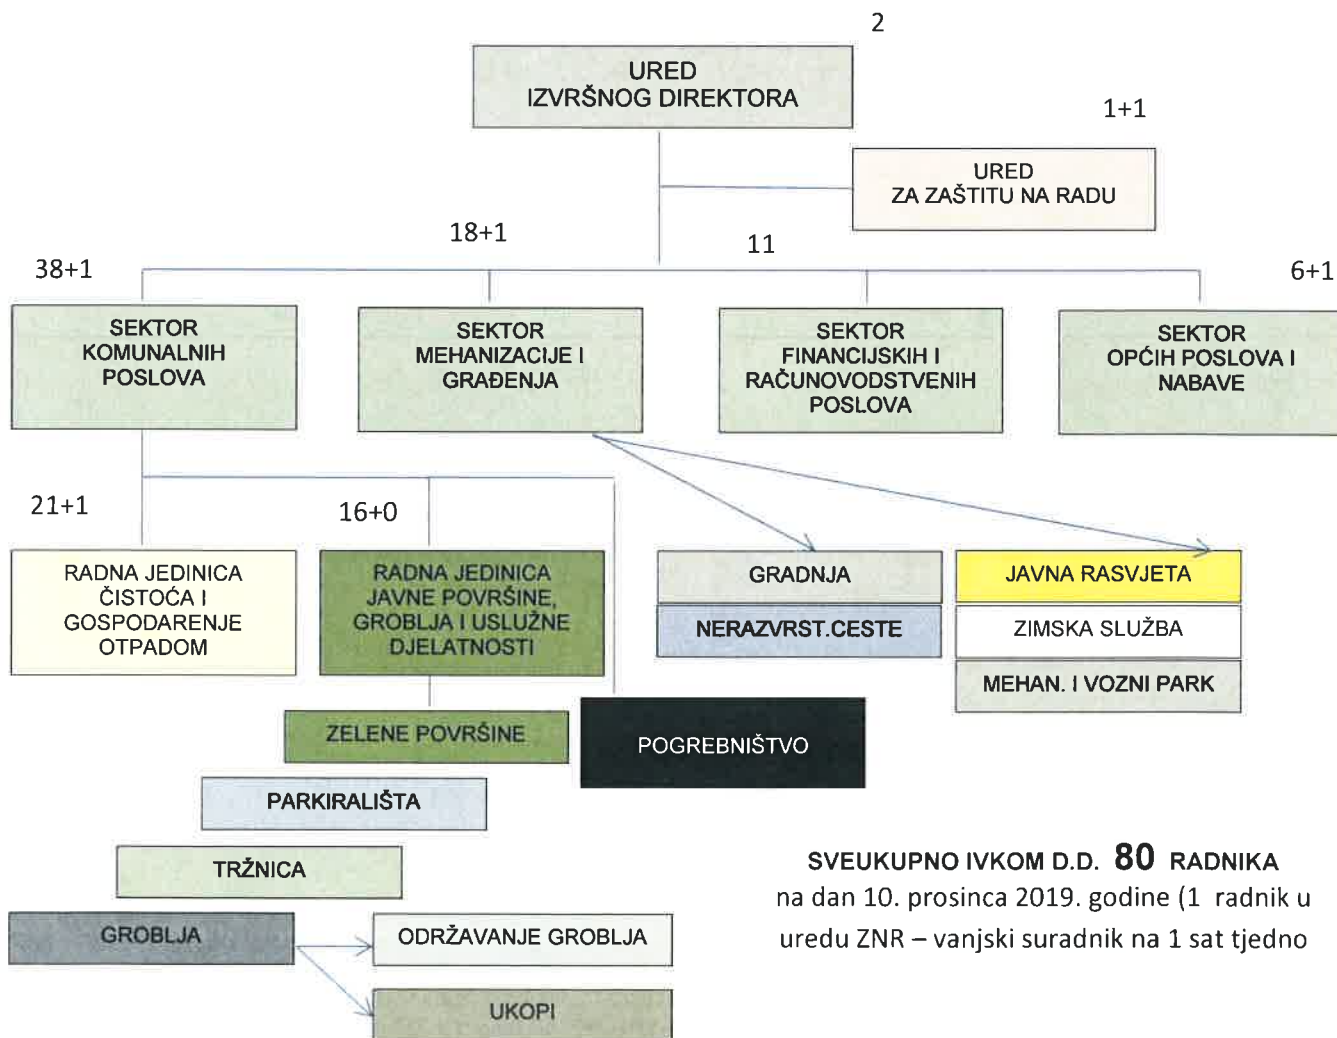 2
URED
IZVRŠNOG DIREKTORA
1+1
URED
ZA ZAŠTITU NA RADU
18+1
11
38+1
6+1
SEKTOR
KOMUNALNIH
POSLOVA
SEKTOR
MEHANIZACIJE I
GRAĐENJA
SEKTOR
FINANCIJSKIH I
RAČUNOVODSTVENIH
POSLOVA
SEKTOR
OPĆIH POSLOVA I
NABAVE
21+1
16+0
RADNA JEDINICA
ČISTOĆA I
GOSPODARENJE
OTPADOM
RADNA JEDINICA
JAVNE POVRŠINE,
GROBLJA I USLUŽNE
DJELATNOSTI
GRADNJA
NERAZVRST.CESTE
JAVNA RASVJETA
ZIMSKA SLUŽBA
MEHAN. I VOZNI PARK
ZELENE POVRŠINE
POGREBNIŠTVO
PARKIRALIŠTA
TRŽNICA
GROBLJA
ODRŽAVANJE GROBLJA
UKOPI
SVEUKUPNO IVKOM D.D. 80 RADNIKA
na dan 10. prosinca 2019. godine (1 radnik u
uredu ZNR – vanjski suradnik na 1 sat tjedno